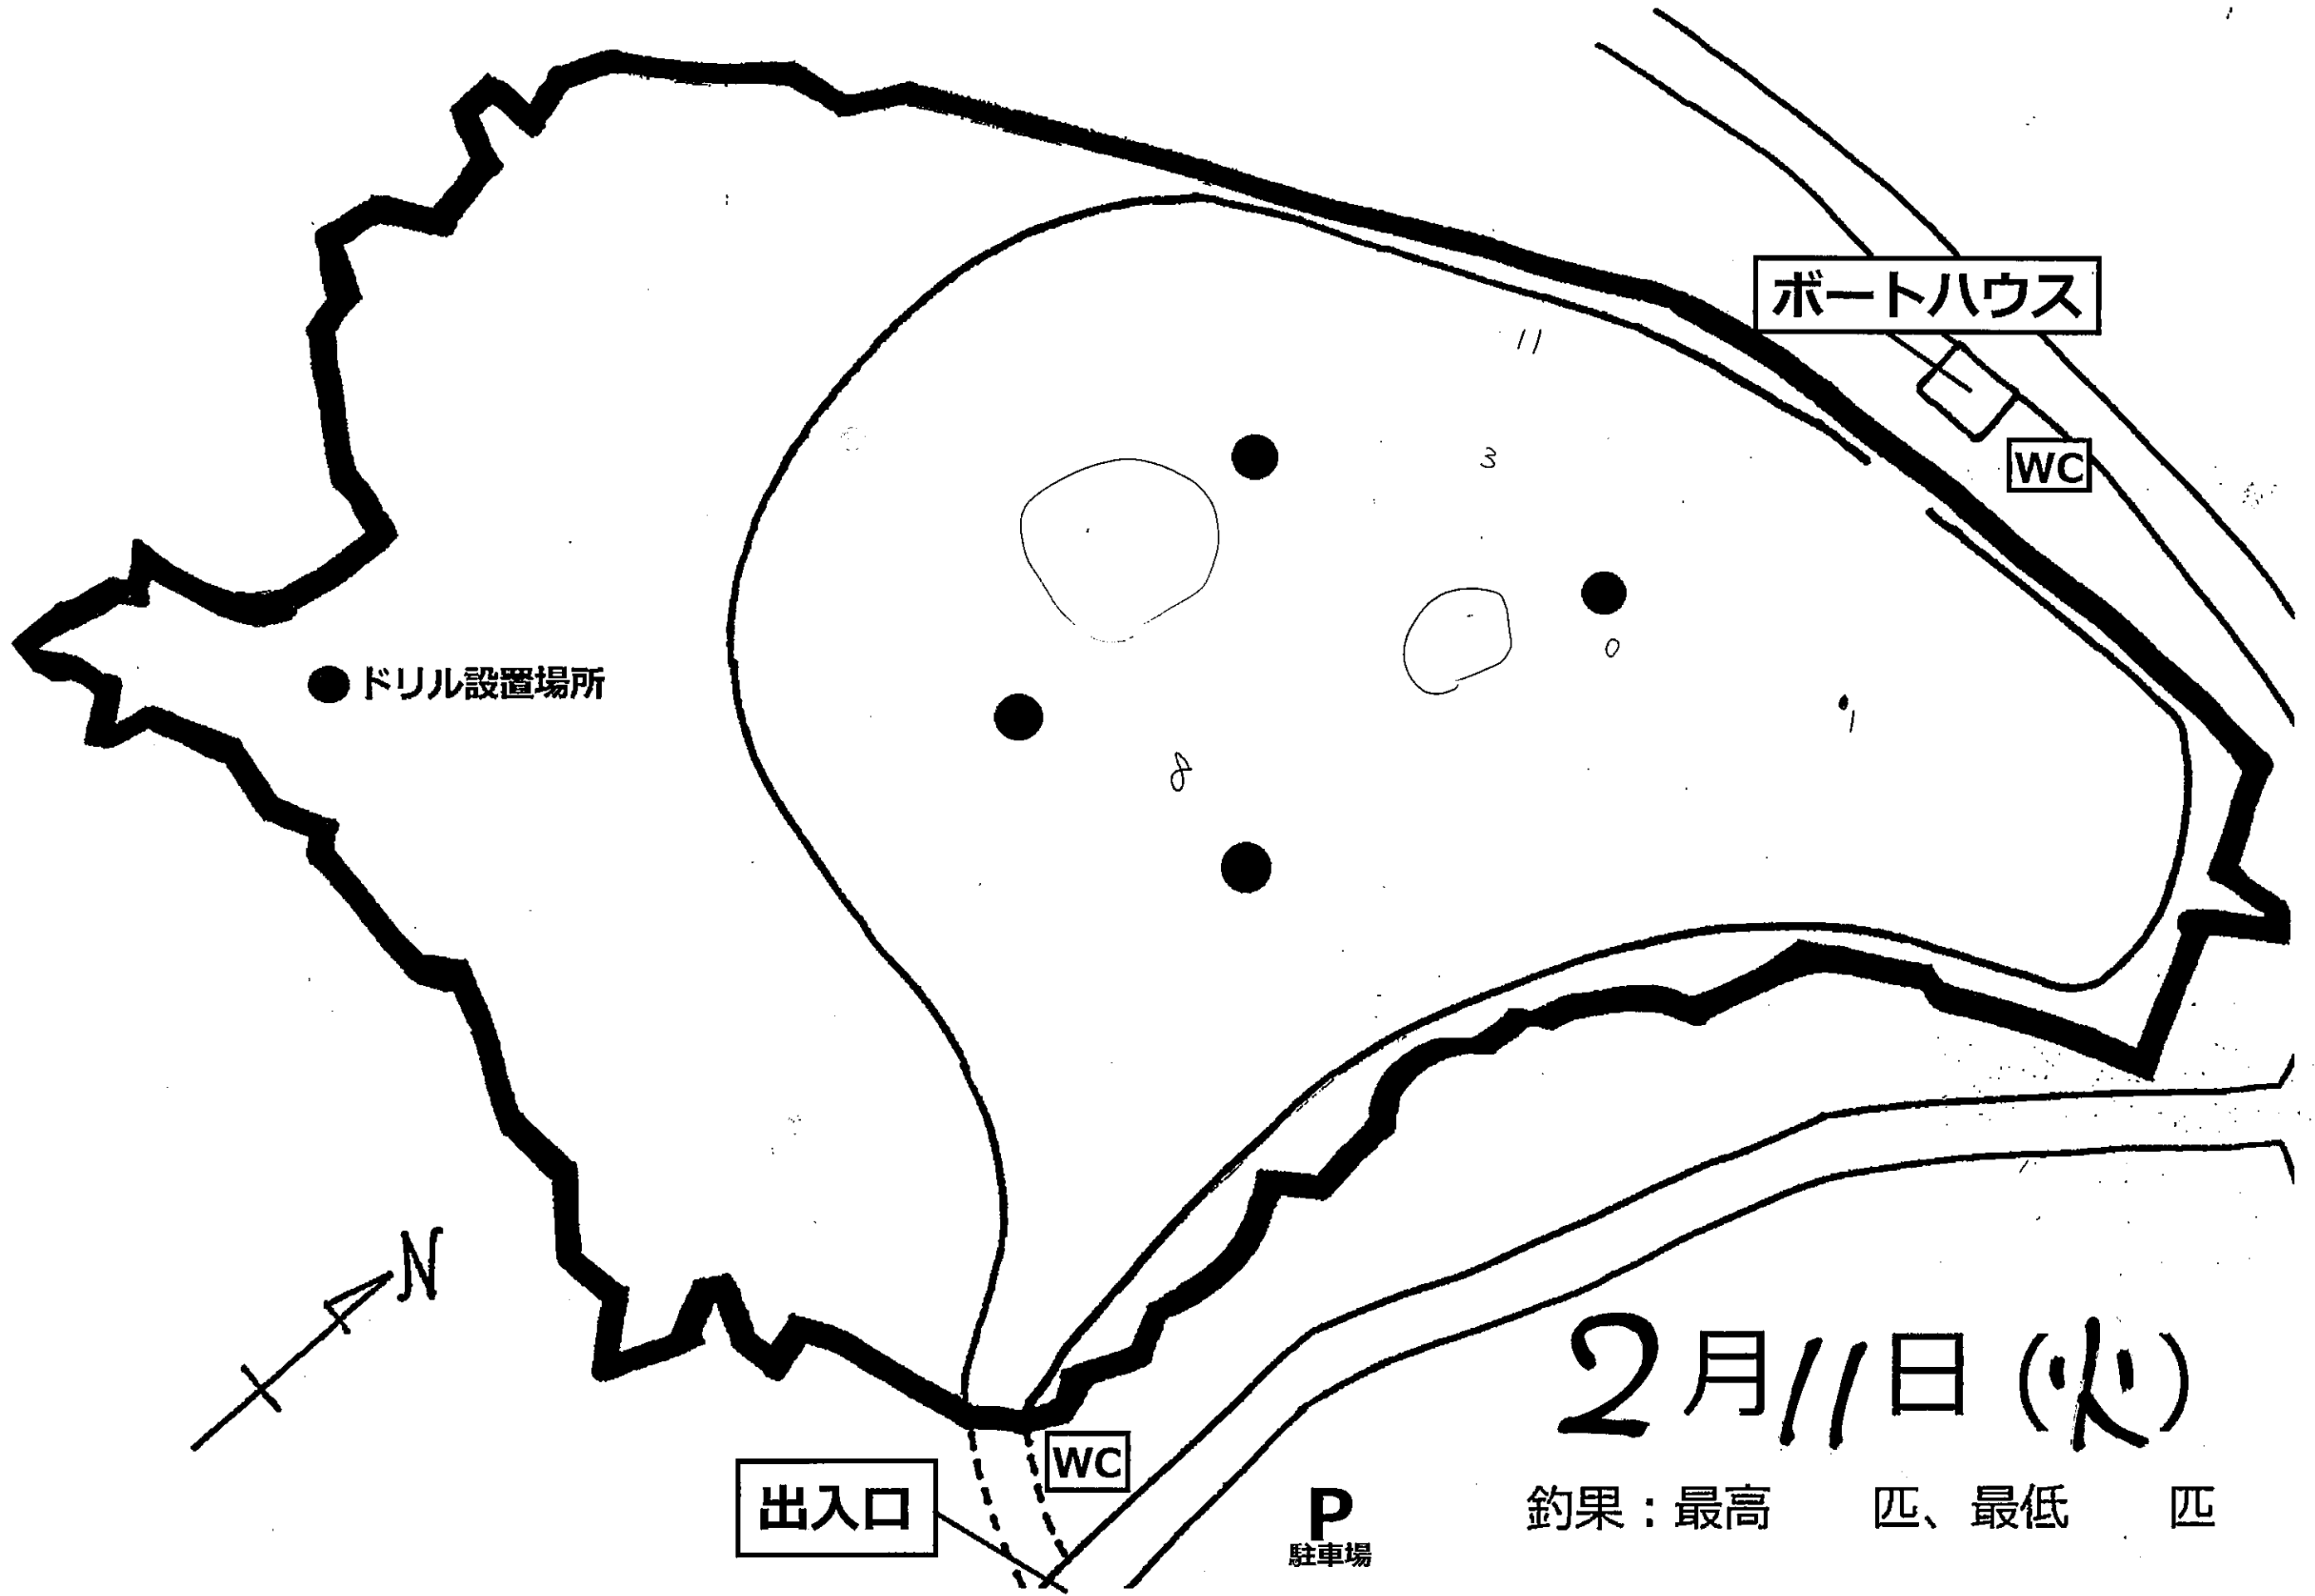 ボートハウス
11
3
WC
0
ドリル設置場所
8
N
2月11日(火)
WC
出入口
P
駐車場
釣果:最高 匹、最低 匹